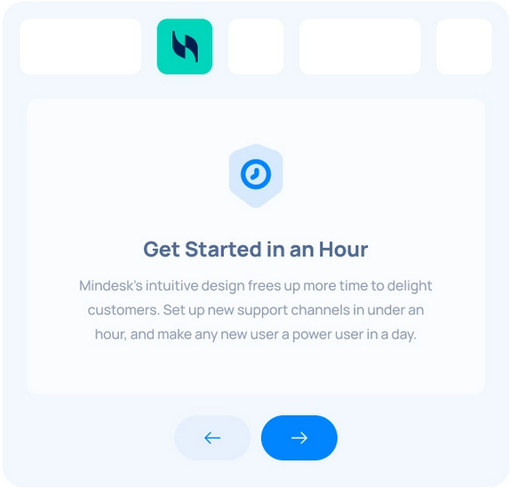 Get Started in an Hour
Mindesk's intuitive design frees up more time to delight
customers. Set up new support channels in under an
hour, and make any new user a power user in a day.